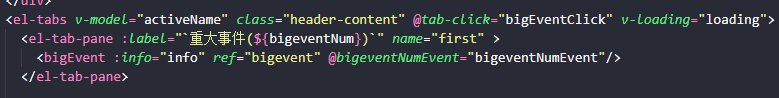 </div>
<el-tabs v-model="activeName" class="header-content" @tab-click="bigEventClick" v-loading="loading">
<el-tab-pane :label="`重大事件(${bigeventNum})`" name="first" >
<bigEvent :info="info" ref="bigevent" @bigeventNumEvent="bigeventNumEvent"/>
</el-tab-pane>